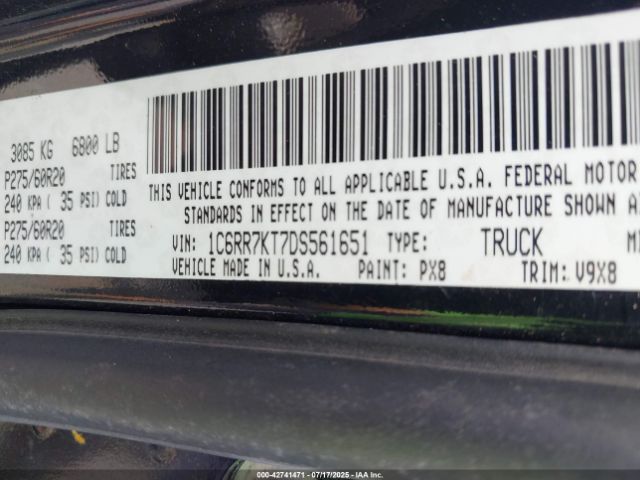 3085 KG 6800 LB
P275/60R20 TIRES
240 KPA ( 35 PSI) COLD
P275/60R20 TIRES
240 KPA ( 35 PSI) COLD
THIS VEHICLE CONFORMS TO ALL APPLICABLE U.S.A. FEDERAL MOTOR
STANDARDS IN EFFECT ON THE DATE OF MANUFACTURE SHOWN A
VIN: 1C6RR7KT7DS561651 TYPE: TRUCK
VEHICLE MADE IN U.S.A. PAINT: PX8 TRIM: V9X8
000-42741471 - 07/17/2025 - IAAI.COM